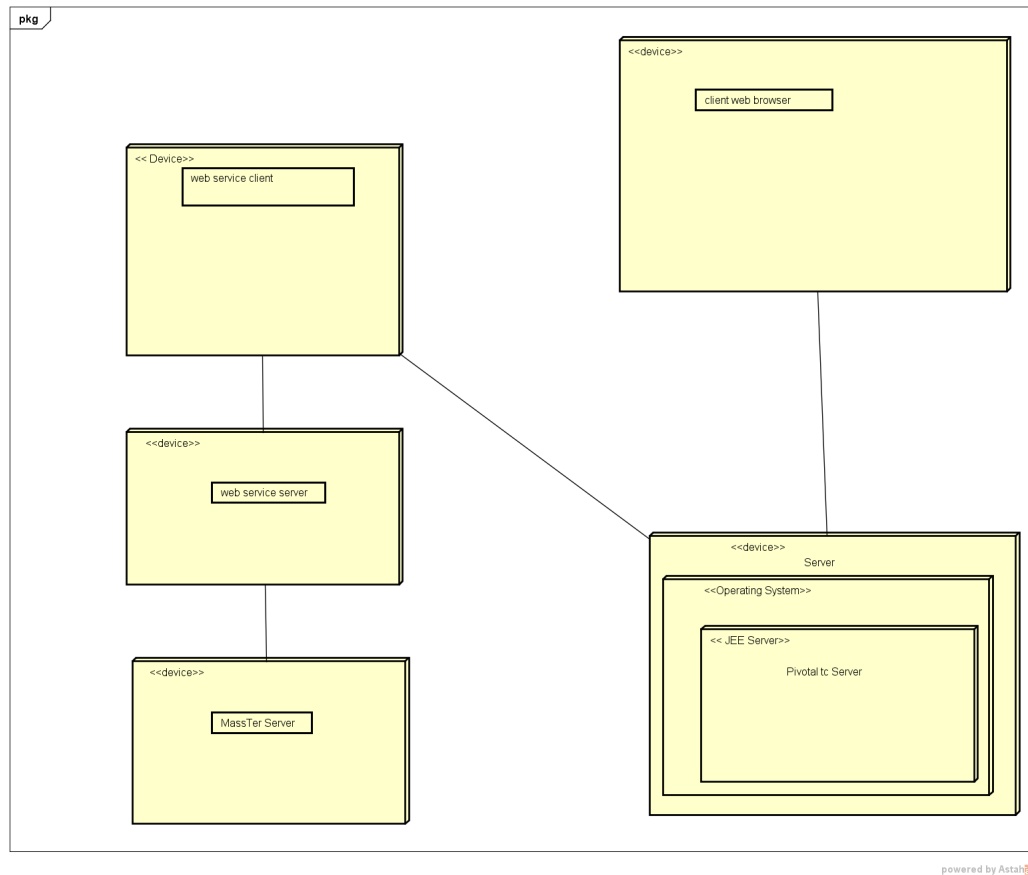 pkg
<<device>>
client web browser
<< Device>>
web service client
<<device>>
web service server
<<device>>
Server
<<Operating System>>
<< JEE Server>>
Pivotal tc Server
<<device>>
MassTer Server
powered by Astah